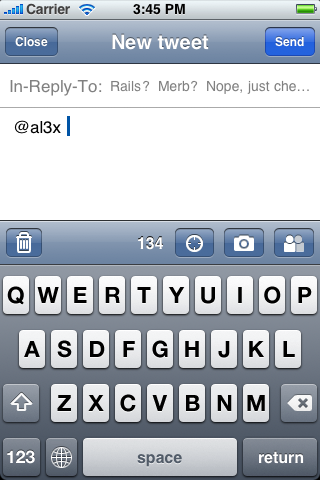 Carrier 3:45 PM
Close New tweet Send
In-Reply-To: Rails? Merb? Nope, just che...
@al3x
134
Q W E R T Y U I O P
A S D F G H J K L
Z X C V B N M
123 space return